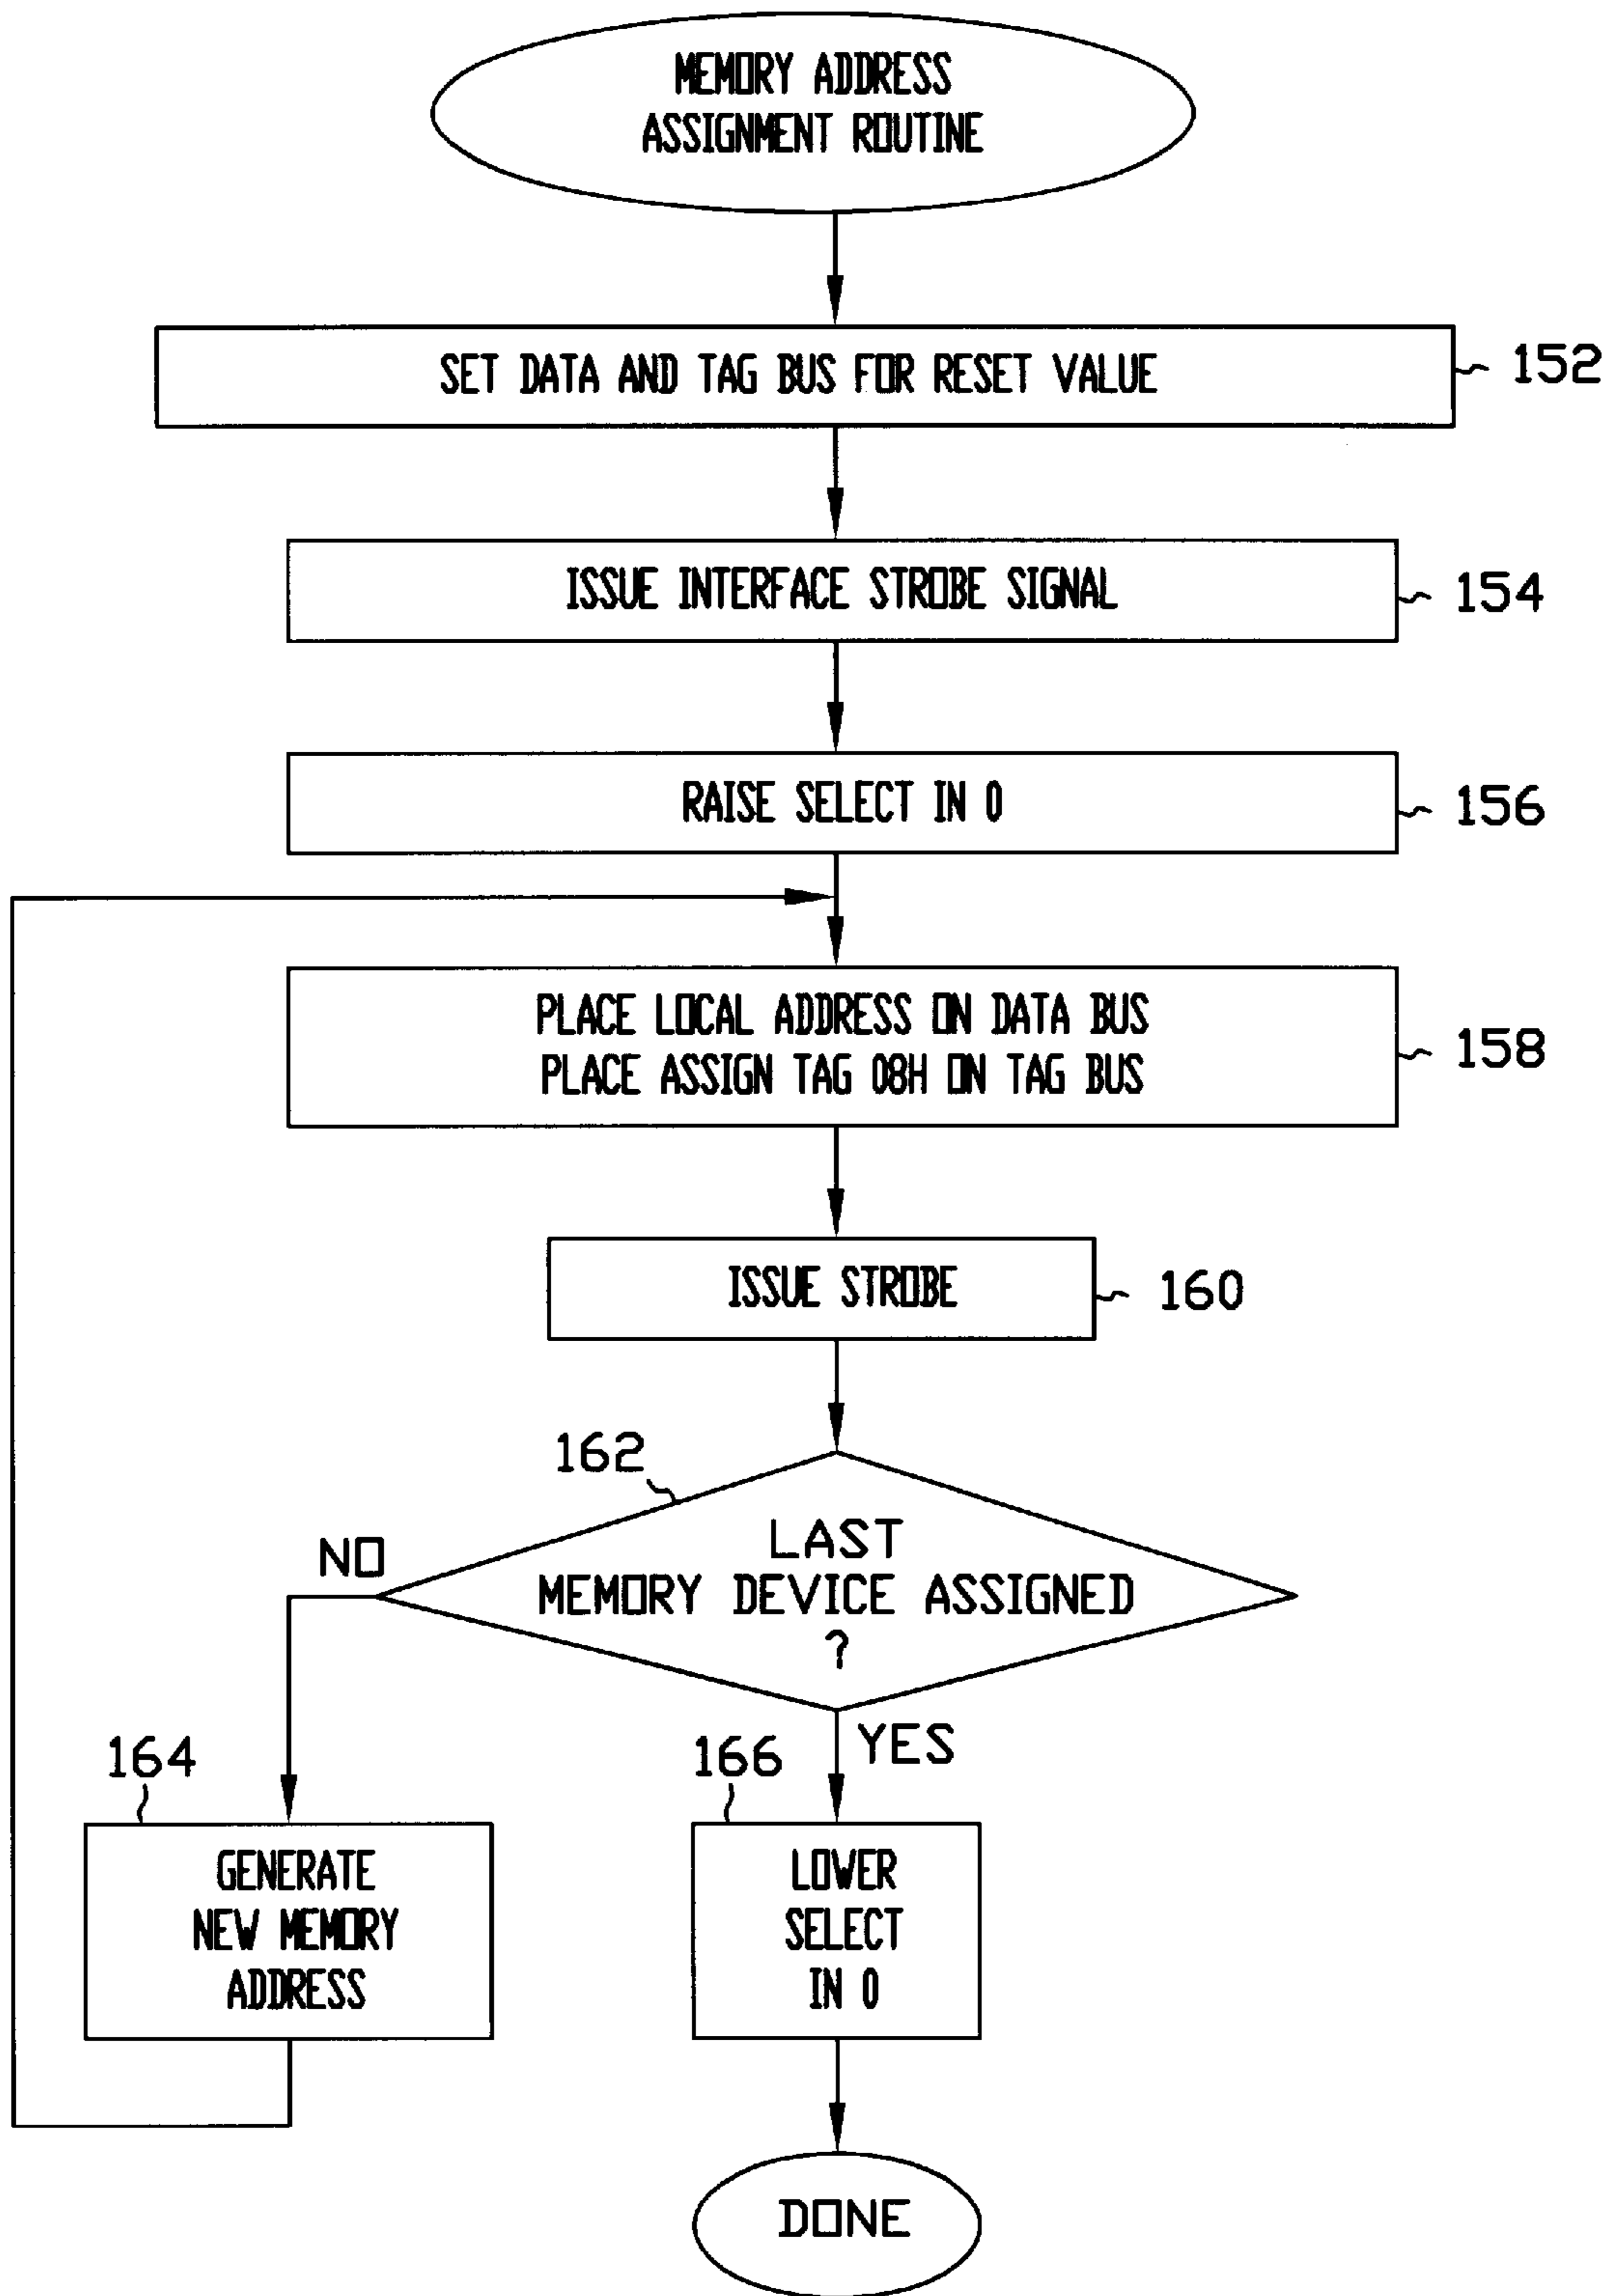 MEMORY ADDRESS
ASSIGNMENT ROUTINE
SET DATA AND TAG BUS FOR RESET VALUE
152
ISSUE INTERFACE STROBE SIGNAL
154
RAISE SELECT IN 0
156
PLACE LOCAL ADDRESS ON DATA BUS
PLACE ASSIGN TAG 08H ON TAG BUS
158
ISSUE STROBE
160
162
LAST
MEMORY DEVICE ASSIGNED
?
NO
YES
164
GENERATE
NEW MEMORY
ADDRESS
166
LOWER
SELECT
IN 0
DONE